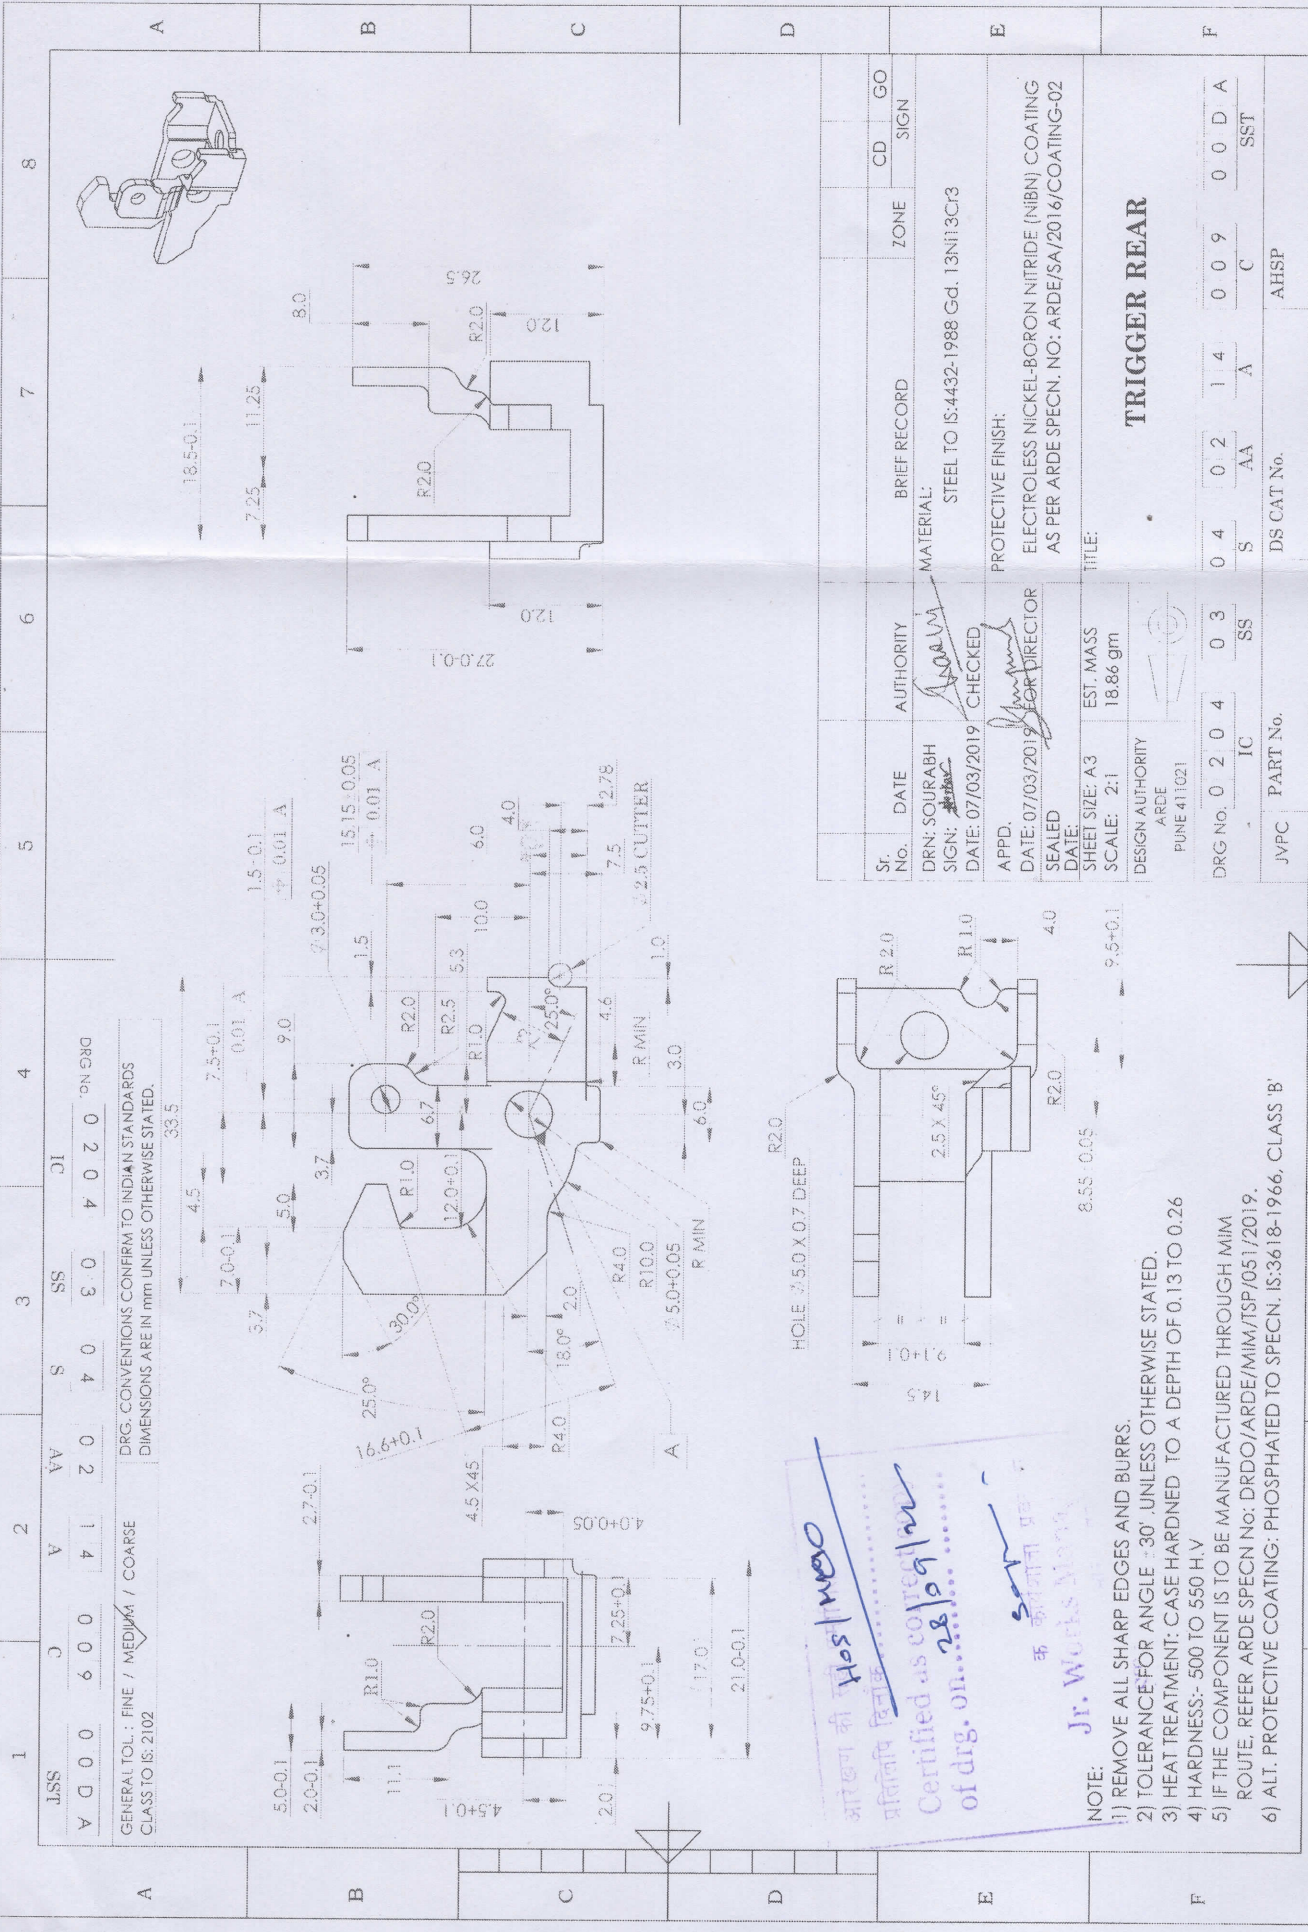 1 2 3 4 5 6 7 8
A B C D E F
SST C A AA S SS IC
A D 0 0 9 0 0 4 1 2 0 4 0 3 0 4 0 2 0 DRG No.
GENERAL TOL. : FINE / MEDIUM / COARSE
CLASS TO IS: 2102
DRG. CONVENTIONS CONFIRM TO INDIAN STANDARDS
DIMENSIONS ARE IN mm UNLESS OTHERWISE STATED.
5.0-0.1
2.0-0.1
2.7-0.1
11.1
R1.0
R2.0
4.5+0.1
4.0+0.05
2.0
7.25+0.1
9.75+0.1
17.0
21.0-0.1
33.5
4.5
7.5+0.1
0.01 A
1.5-0.1
0.01 A
7.0-0.1
3.7
5.0
9.0
3.7
3.0+0.05
15.15 0.05
0.01 A
1.5
30.0°
25.0°
16.9+0.1
4.5 X45
R1.0
12.0+0.1
6.7
R2.0
R2.5
R1.0
5.3
10.0
6.0
4.0
2.78
7.5
2.5 CUTTER
25.0°
1.0
4.6
R MIN
3.0
6.0
2.0
18.0°
R4.0
R4.0
R10.0
5.0+0.05
R MIN
A
18.5-0.1
7.25
11.25
8.0
26.5
R2.0
R2.0
12.0
12.0
27.0-0.1
HOLE 5.0 X 0.7 DEEP
R2.0
R 2.0
R 1.0
4.0
2.5 X 45°
R2.0
9.1+0.1
14.5
8.55 0.05
9.5+0.1
Certified as correct
of drg. on
28/09/22
Jr. Works
NOTE:
1) REMOVE ALL SHARP EDGES AND BURRS.
2) TOLERANCE FOR ANGLE 30' ,UNLESS OTHERWISE STATED.
3) HEAT TREATMENT: CASE HARDNED TO A DEPTH OF 0.13 TO 0.26
4) HARDNESS:- 500 TO 550 H.V
5) IF THE COMPONENT IS TO BE MANUFACTURED THROUGH MIM
ROUTE, REFER ARDE SPECN No: DRDO/ARDE/MIM/TSP/051/2019.
6) ALT. PROTECTIVE COATING: PHOSPHATED TO SPECN. IS:3618-1966, CLASS 'B'
CD GO
Sr. No. DATE AUTHORITY BRIEF RECORD ZONE SIGN
DRN: SOURABH
SIGN:
DATE: 07/03/2019 CHECKED
APPD.
DATE: 07/03/2019 FOR DIRECTOR
SEALED
DATE:
MATERIAL:
STEEL TO IS:4432-1988 Gd. 13Ni13Cr3
PROTECTIVE FINISH:
ELECTROLESS NICKEL-BORON NITRIDE (NiBN) COATING
AS PER ARDE SPECN. NO: ARDE/SA/2016/COATING-02
SHEET SIZE: A3
SCALE: 2:1
EST. MASS
18.86 gm
TITLE:
TRIGGER REAR
DESIGN AUTHORITY
ARDE
PUNE 411021
DRG No. 0 2 0 4 0 3 0 4 0 2 1 4 0 0 9 0 0 D A
IC SS S AA A C SST
JVPC PART No. DS CAT No. AHSP